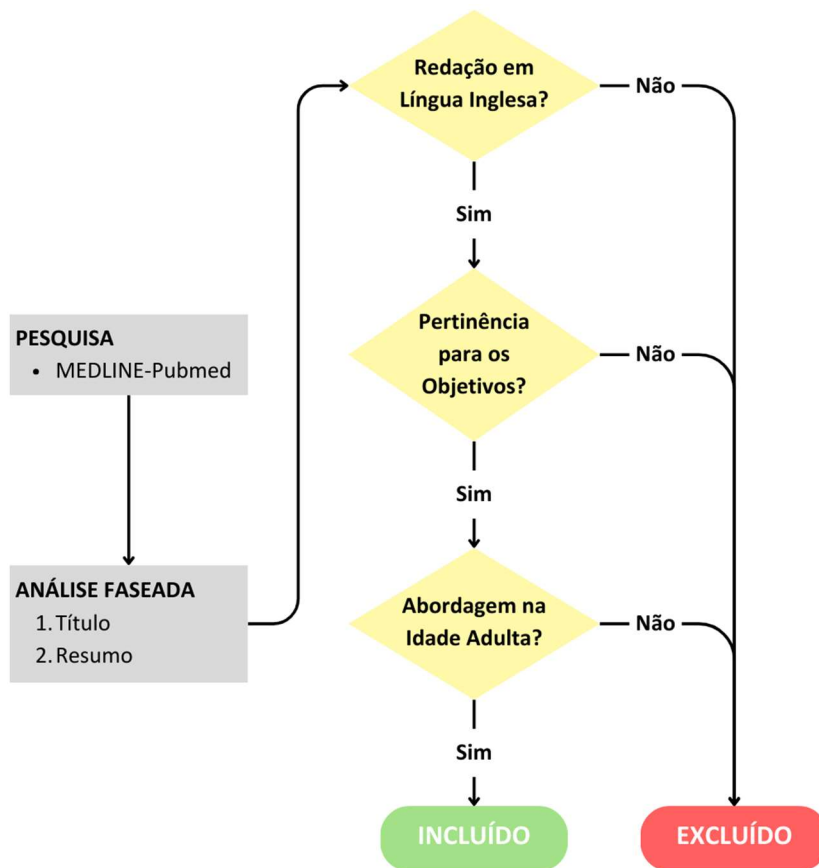 PESQUISA
• MEDLINE-Pubmed
ANÁLISE FASEADA
1. Título
2. Resumo
Redação em
Língua Inglesa?
Não
Sim
Pertinência
para os
Objetivos?
Não
Sim
Abordagem na
Idade Adulta?
Não
Sim
INCLUÍDO
EXCLUÍDO